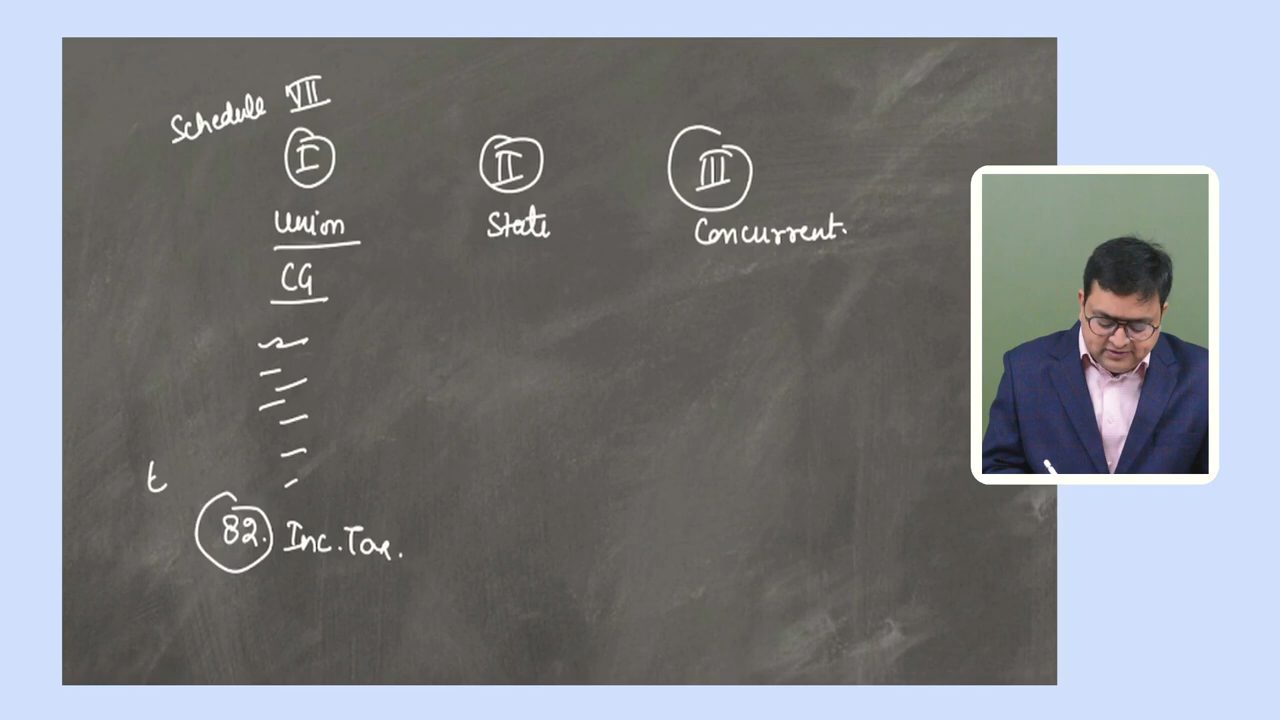 Schedule VII
I II III
Union State Concurrent.
CG
t
82. Inc. Tax.